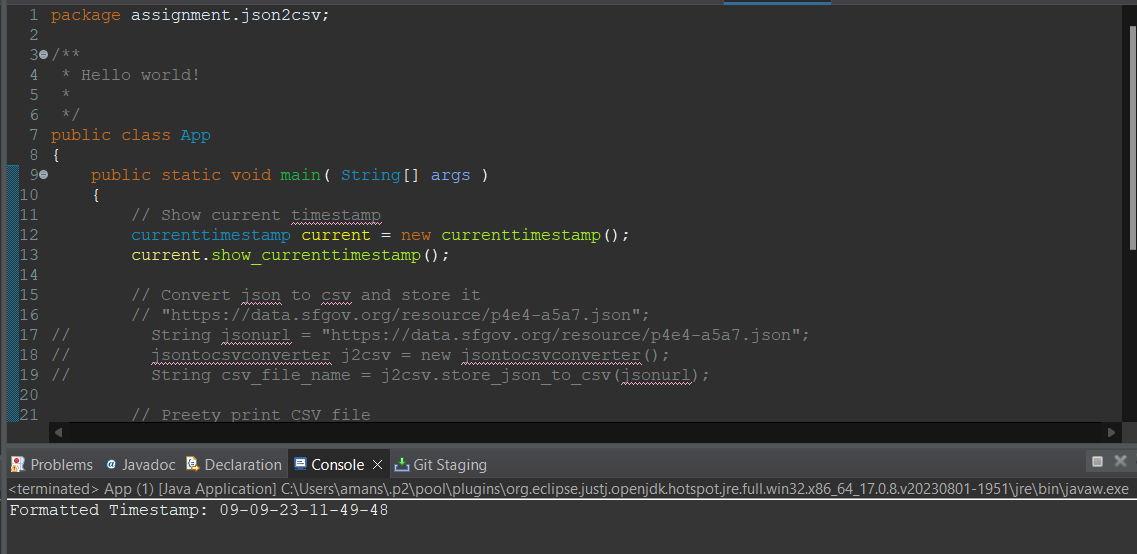 1 package assignment.json2csv;
2
3 /**
4  * Hello world!
5  *
6  */
7 public class App
8 {
9     public static void main( String[] args )
10     {
11         // Show current timestamp
12         currenttimestamp current = new currenttimestamp();
13         current.show_currenttimestamp();
14
15         // Convert json to csv and store it
16         // "https://data.sfgov.org/resource/p4e4-a5a7.json";
17 //        String jsonurl = "https://data.sfgov.org/resource/p4e4-a5a7.json";
18 //        jsontocsvconverter j2csv = new jsontocsvconverter();
19 //        String csv_file_name = j2csv.store_json_to_csv(jsonurl);
20
21         // Preety print CSV file
Problems @ Javadoc Declaration Console Git Staging
<terminated> App (1) [Java Application] C:\Users\amans\.p2\pool\plugins\org.eclipse.justj.openjdk.hotspot.jre.full.win32.x86_64_17.0.8.v20230801-1951\jre\bin\javaw.exe
Formatted Timestamp: 09-09-23-11-49-48